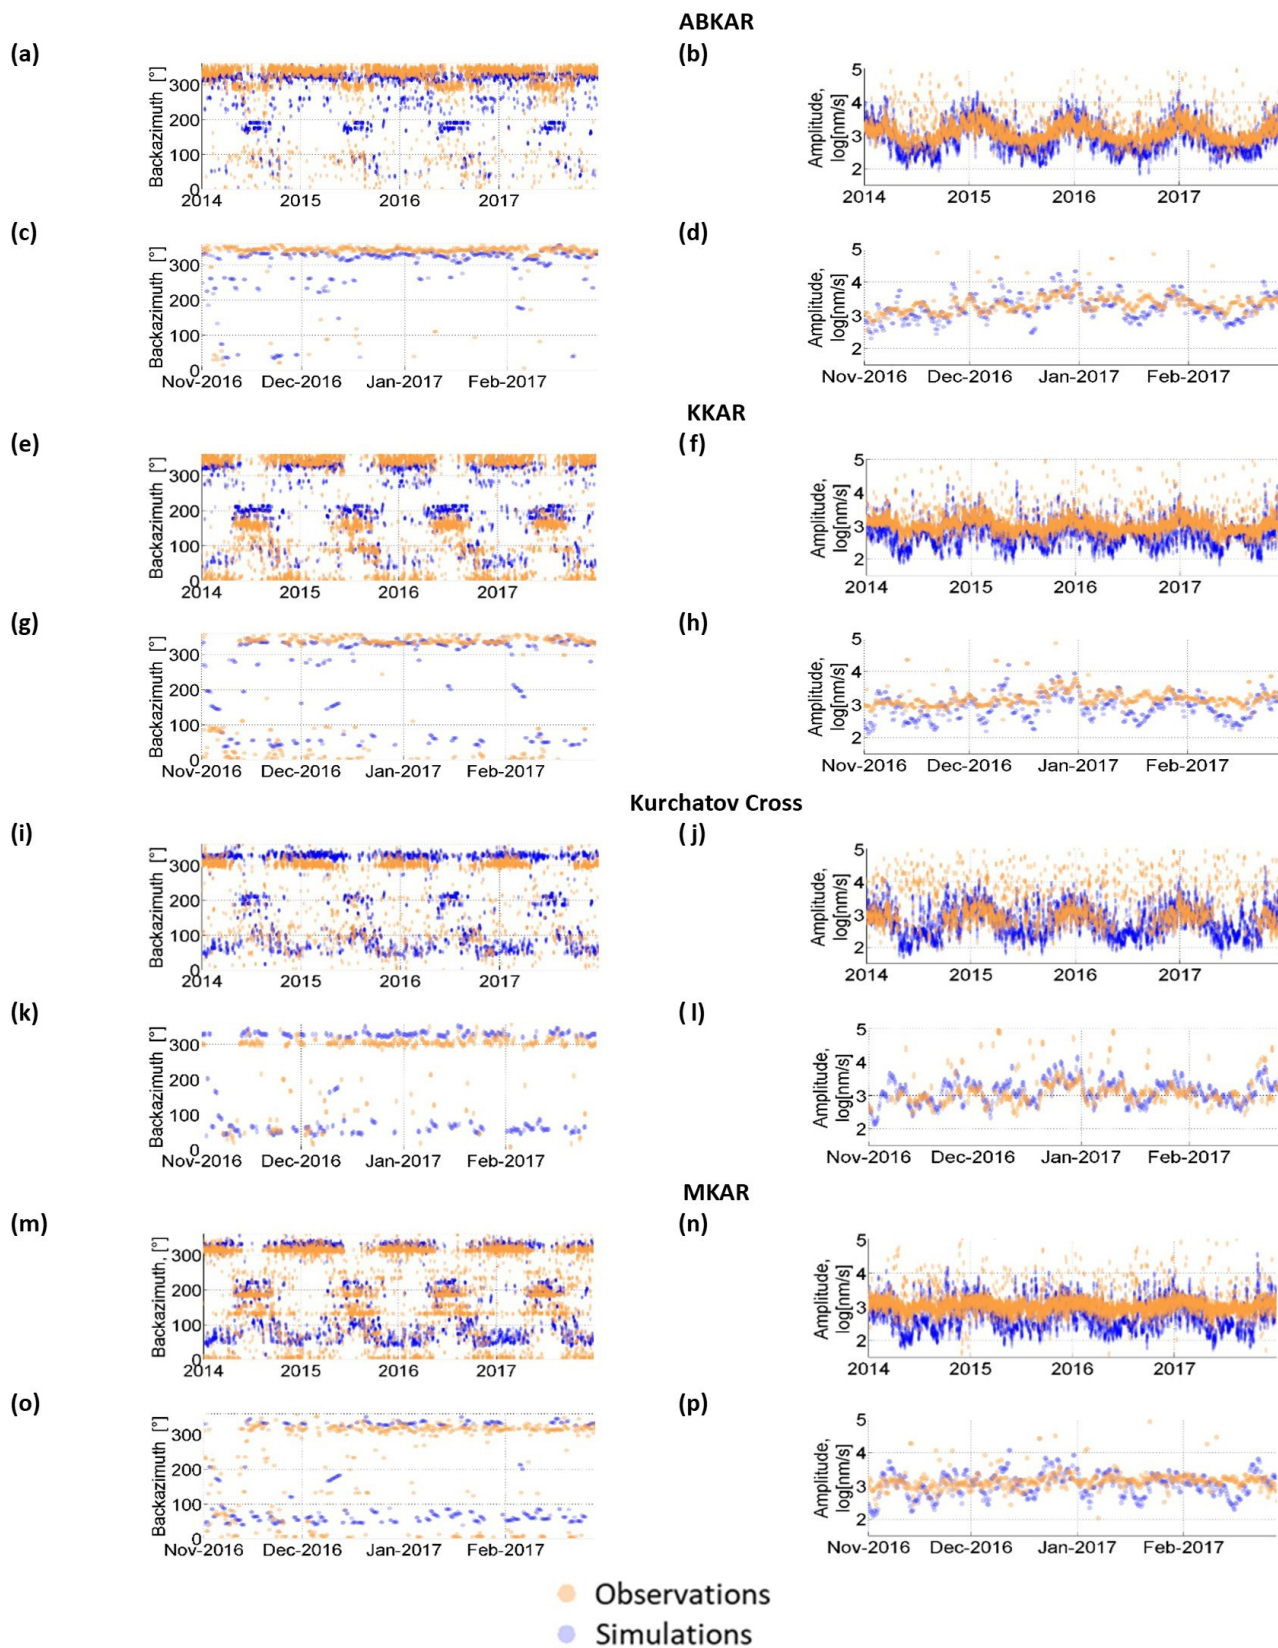 ABKAR
(a)
(b)
Backazimuth [°]
300
200
100
0
2014 2015 2016 2017
Amplitude,
log[nm/s]
5
4
3
2
2014 2015 2016 2017
(c)
(d)
Backazimuth [°]
300
200
100
0
Nov-2016 Dec-2016 Jan-2017 Feb-2017
Amplitude,
log[nm/s]
5
4
3
2
Nov-2016 Dec-2016 Jan-2017 Feb-2017
KKAR
(e)
( f)
Backazimuth [°]
300
200
100
0
2014 2015 2016 2017
Amplitude,
log[nm/s]
5
4
3
2
2014 2015 2016 2017
(g)
(h)
Backazimuth [°]
300
200
100
0
Nov-2016 Dec-2016 Jan-2017 Feb-2017
Amplitude,
log[nm/s]
5
4
3
2
Nov-2016 Dec-2016 Jan-2017 Feb-2017
Kurchatov Cross
(i)
( j)
Backazimuth [°]
300
200
100
0
2014 2015 2016 2017
Amplitude,
log[nm/s]
5
4
3
2
2014 2015 2016 2017
(k)
( l)
Backazimuth [°]
300
200
100
0
Nov-2016 Dec-2016 Jan-2017 Feb-2017
Amplitude,
log[nm/s]
5
4
3
2
Nov-2016 Dec-2016 Jan-2017 Feb-2017
MKAR
(m)
(n)
Backazimuth, [°]
300
200
100
0
2014 2015 2016 2017
Amplitude,
log[nm/s]
5
4
3
2
2014 2015 2016 2017
(o)
(p)
Backazimuth [°]
300
200
100
0
Nov-2016 Dec-2016 Jan-2017 Feb-2017
Amplitude,
log[nm/s]
5
4
3
2
Nov-2016 Dec-2016 Jan-2017 Feb-2017
Observations
Simulations